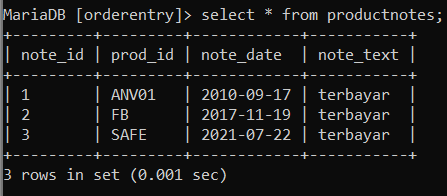 MariaDB [orderentry]> select * from productnotes;
+---------+---------+------------+-----------+
| note_id | prod_id | note_date  | note_text |
+---------+---------+------------+-----------+
| 1       | ANV01   | 2010-09-17 | terbayar  |
| 2       | FB      | 2017-11-19 | terbayar  |
| 3       | SAFE    | 2021-07-22 | terbayar  |
+---------+---------+------------+-----------+
3 rows in set (0.001 sec)